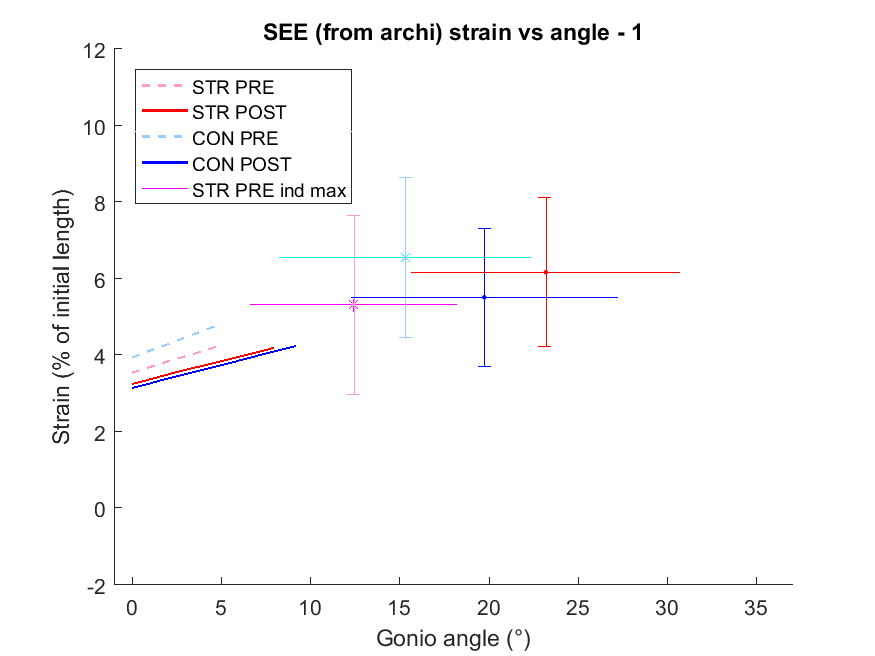 SEE (from archi) strain vs angle - 1
12
10
8
6
4
2
0
-2
Strain (% of initial length)
STR PRE
STR POST
CON PRE
CON POST
STR PRE ind max
0 5 10 15 20 25 30 35
Gonio angle (°)